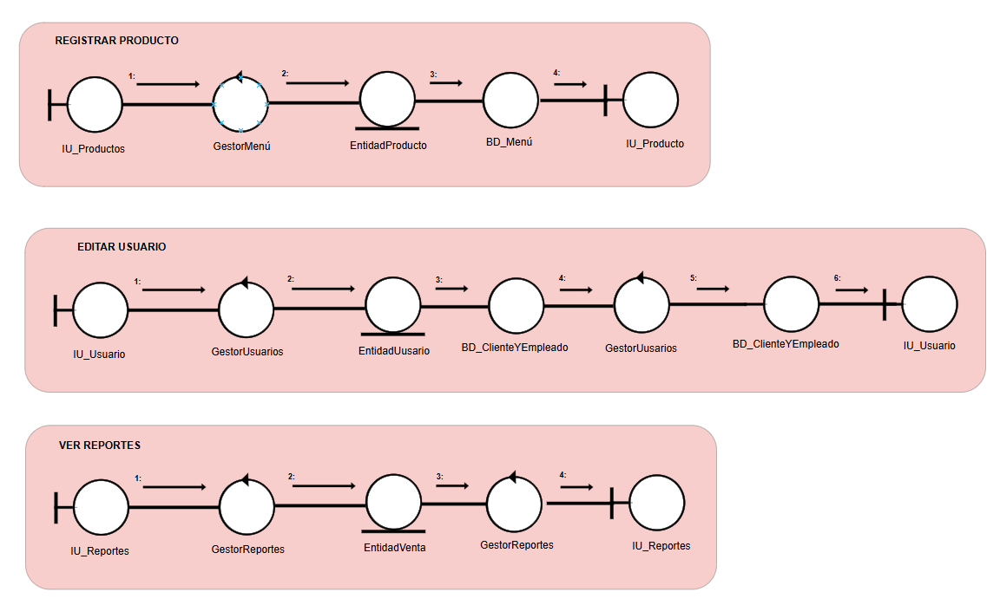 REGISTRAR PRODUCTO
1: 2: 3: 4:
IU_Productos GestorMenú EntidadProducto BD_Menú IU_Producto
EDITAR USUARIO
1: 2: 3: 4: 5: 6:
IU_Usuario GestorUsuarios EntidadUusario BD_ClienteYEmpleado GestorUusarios BD_ClienteYEmpleado IU_Usuario
VER REPORTES
1: 2: 3: 4:
IU_Reportes GestorReportes EntidadVenta GestorReportes IU_Reportes